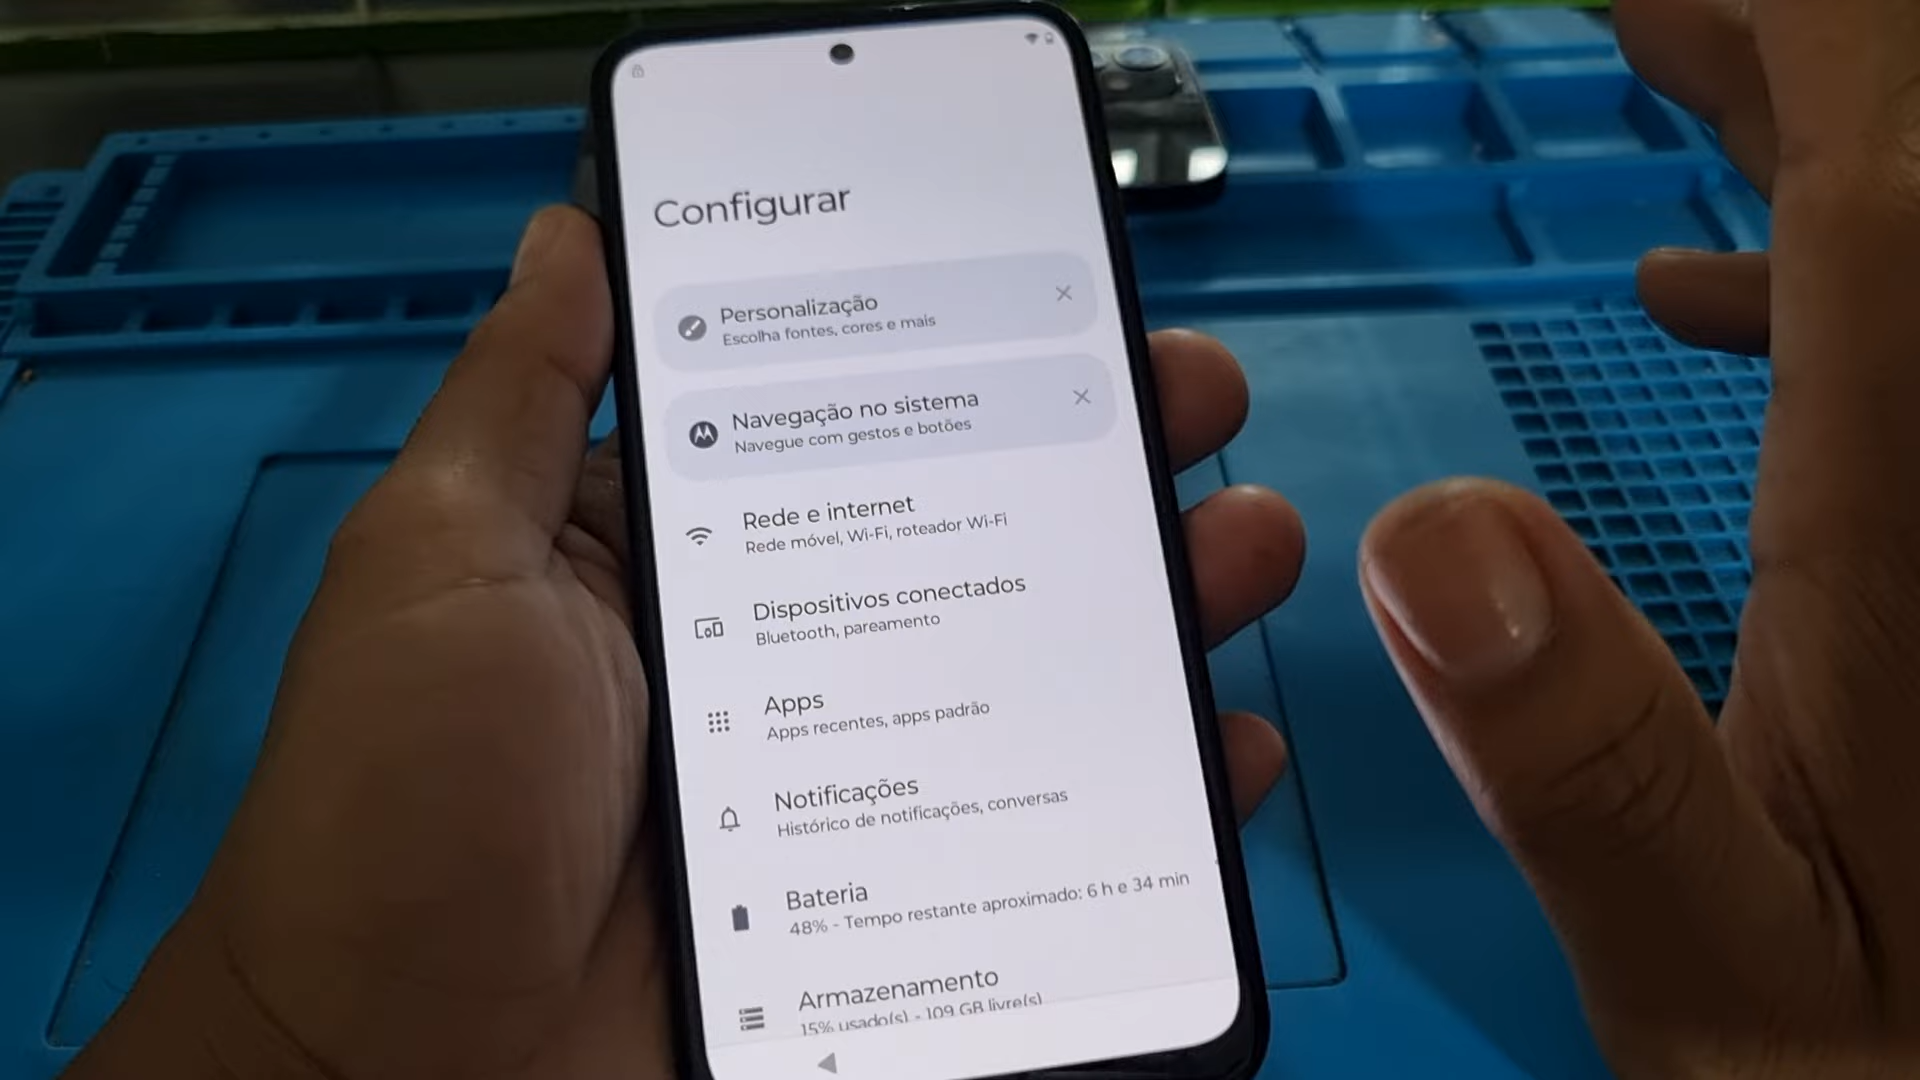 Configurar
Personalização
Escolha fontes, cores e mais
Navegação no sistema
Navegue com gestos e botões
Rede e internet
Rede móvel, Wi-Fi, roteador Wi-Fi
Dispositivos conectados
Bluetooth, pareamento
Apps
Apps recentes, apps padrão
Notificações
Histórico de notificações, conversas
Bateria
48% - Tempo restante aproximado: 6 h e 34 min
Armazenamento
15% usado(s) - 109 GB livre(s)